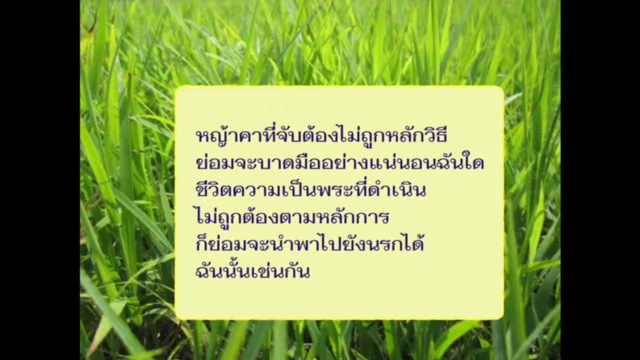 หญ้าคาที่จับต้องไม่ถูกหลักวิธี
ย่อมจะบาดมืออย่างแน่นอนฉันใด
ชีวิตความเป็นพระที่ดำเนิน
ไม่ถูกต้องตามหลักการ
ก็ย่อมจะนำพาไปยังนรกได้
ฉันนั้นเช่นกัน